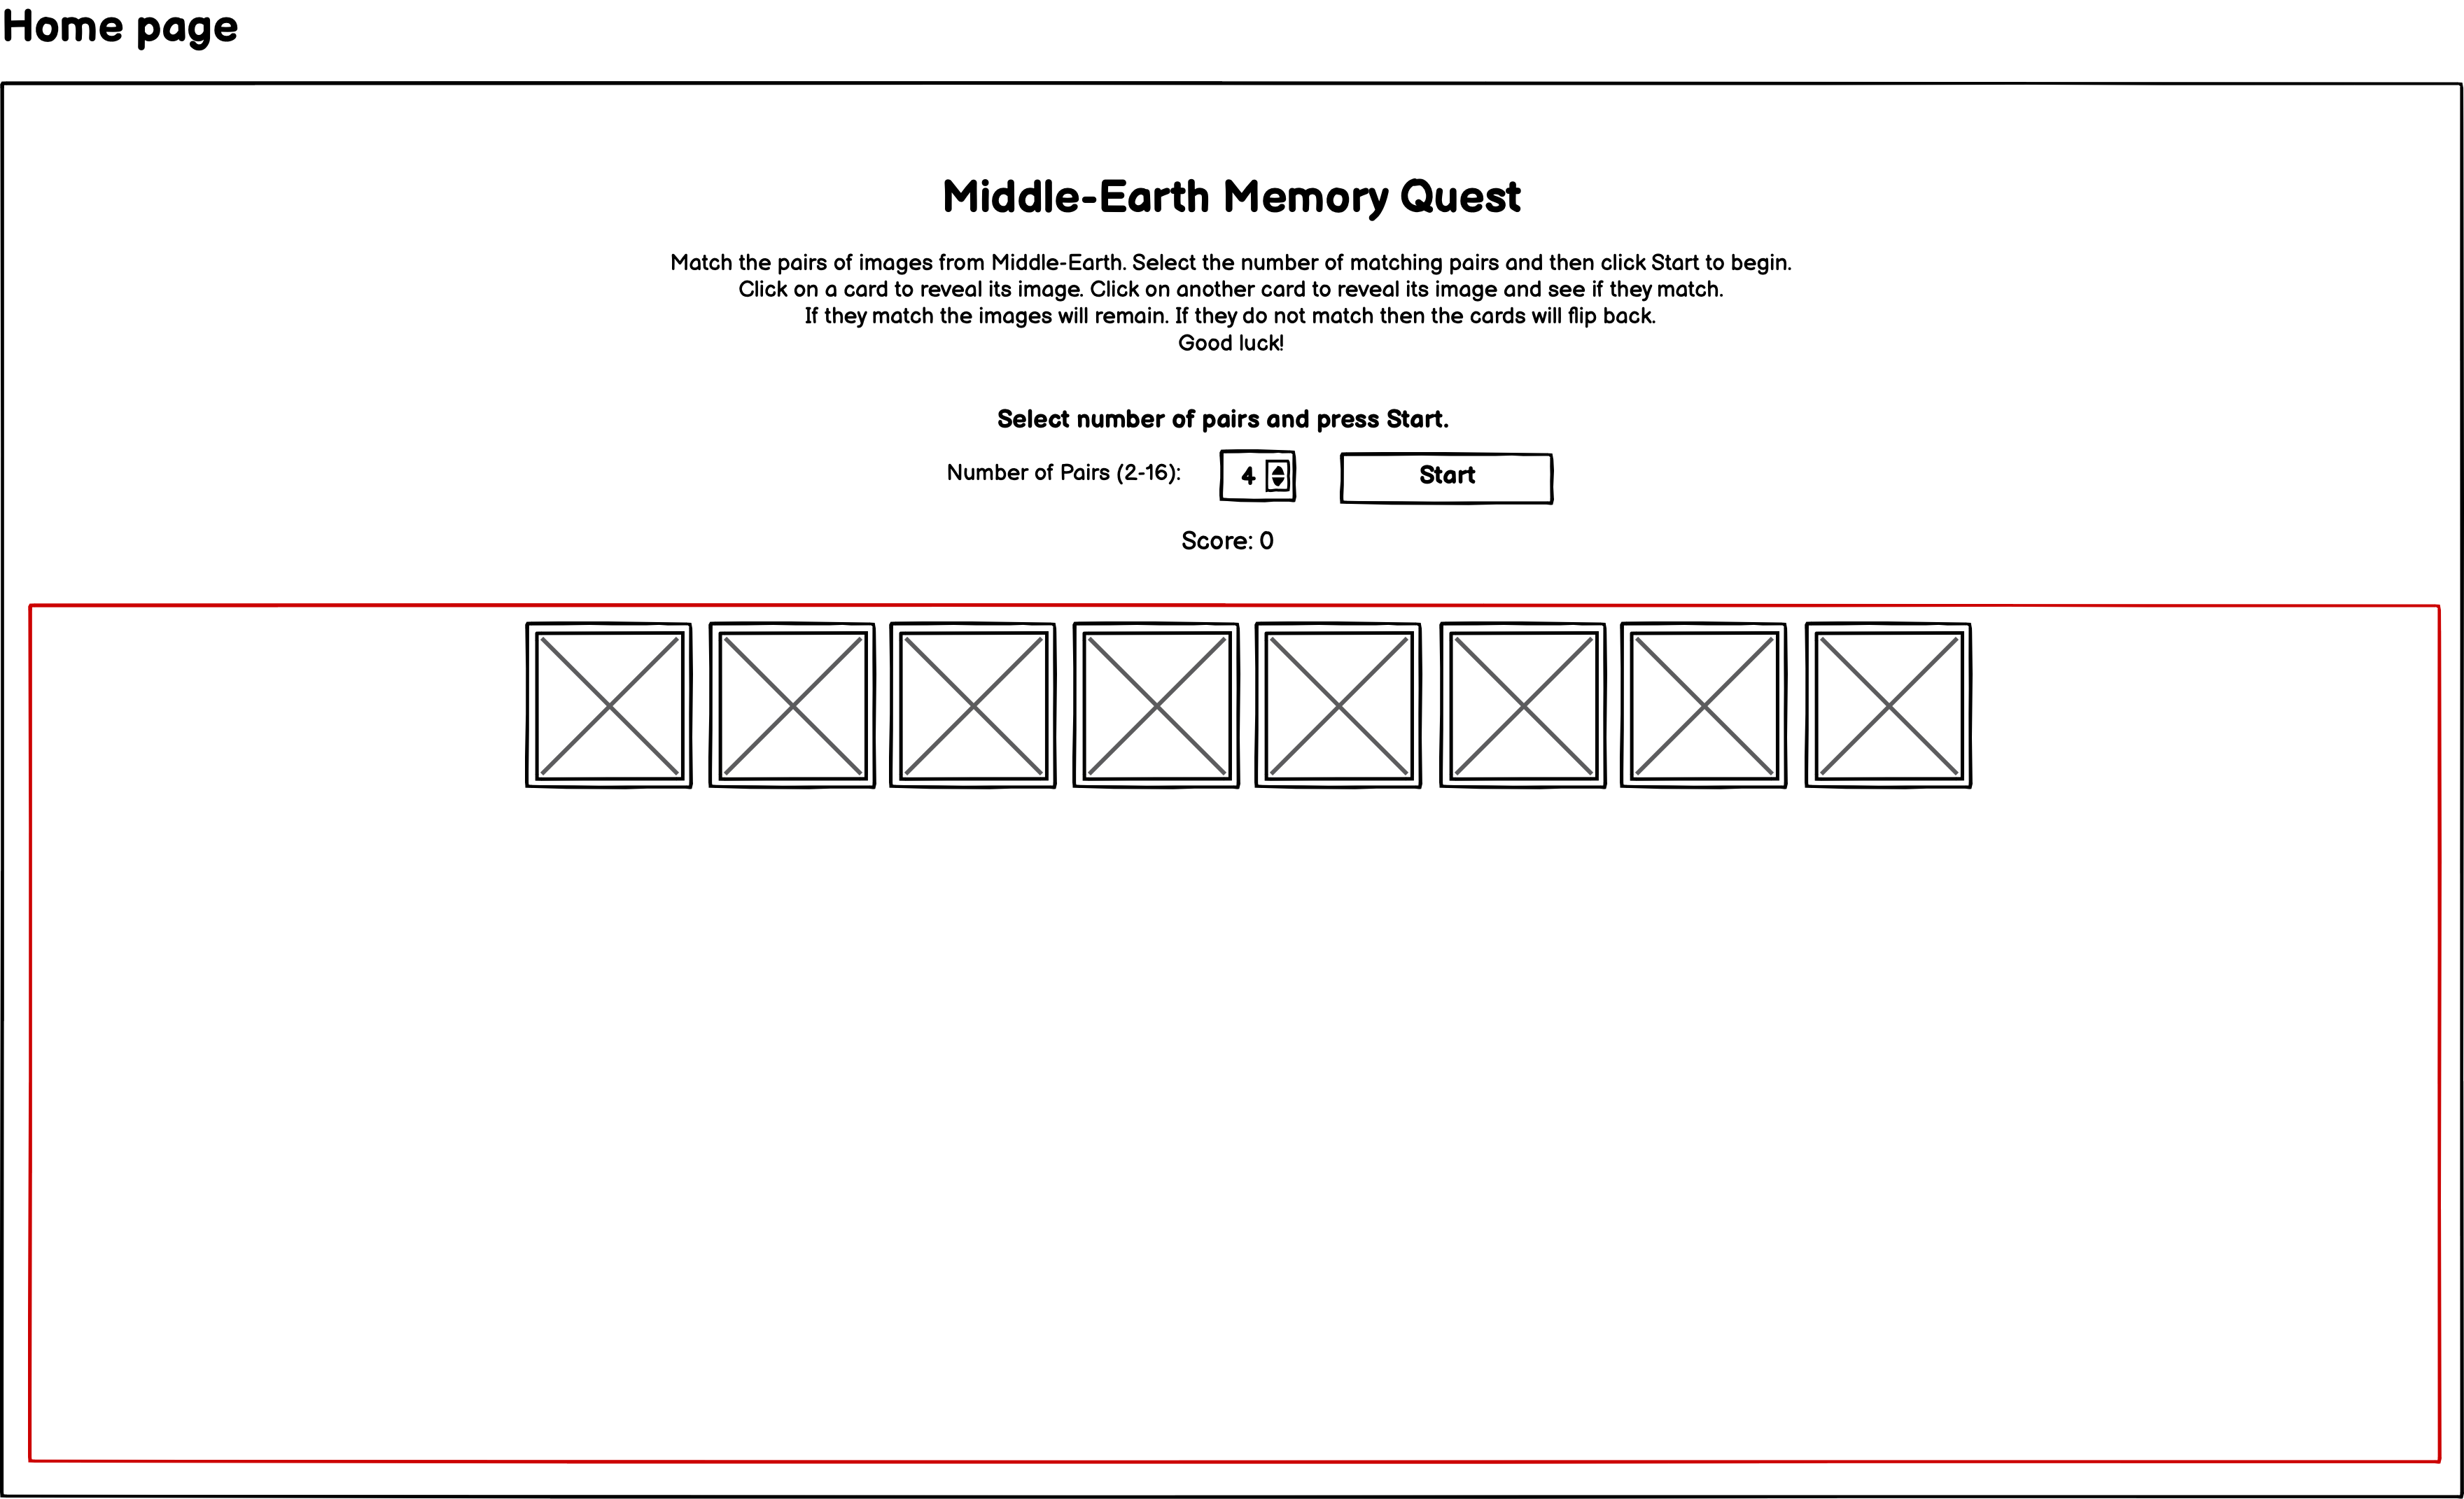 Home page
Middle-Earth Memory Quest
Match the pairs of images from Middle-Earth. Select the number of matching pairs and then click Start to begin.
Click on a card to reveal its image. Click on another card to reveal its image and see if they match.
If they match the images will remain. If they do not match then the cards will flip back.
Good luck!
Select number of pairs and press Start.
Number of Pairs (2-16): 4 Start
Score: 0